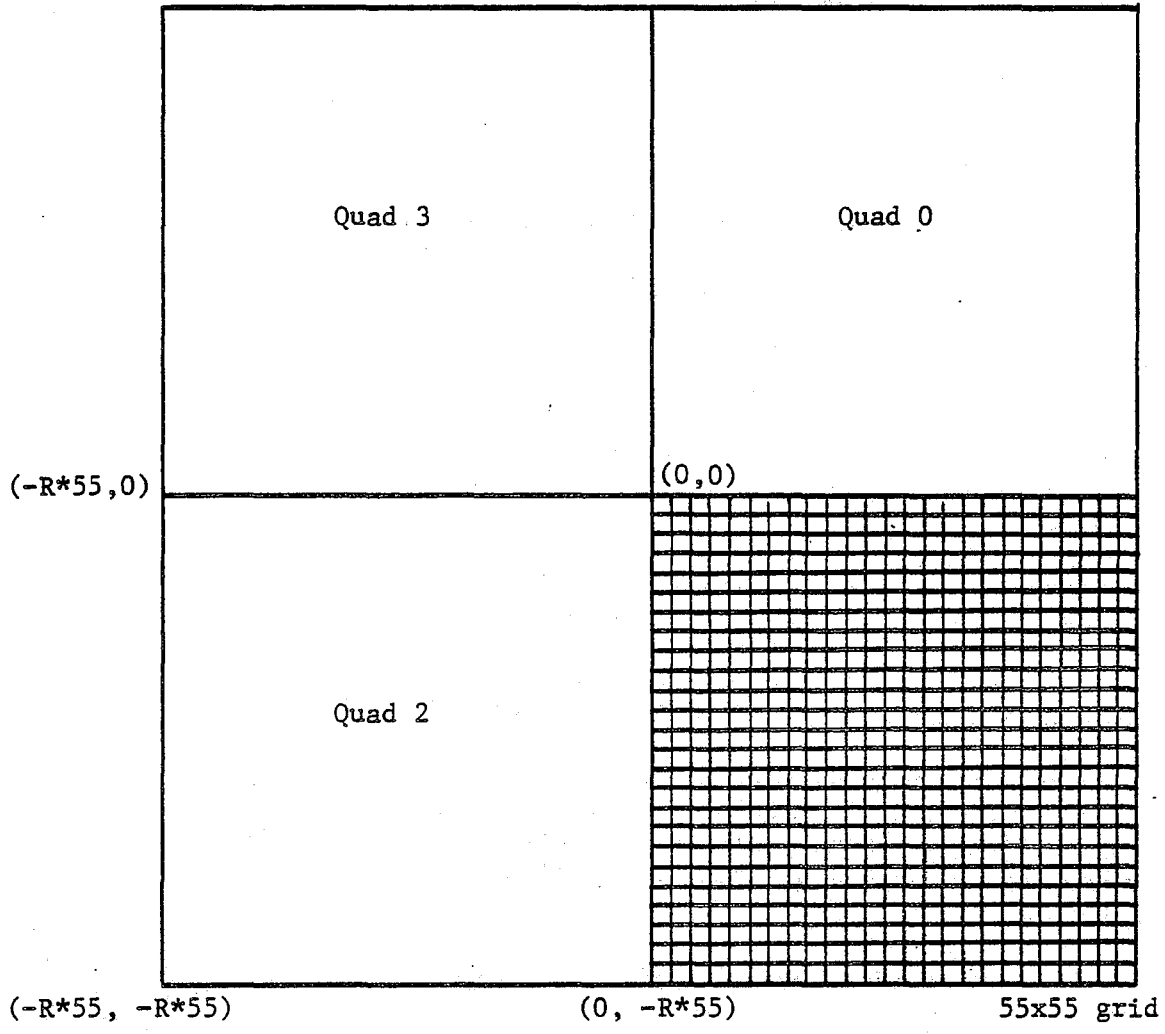 Quad 3
Quad 0
(-R*55,0)
(0,0)
Quad 2
(-R*55, -R*55)
(0, -R*55)
55x55 grid